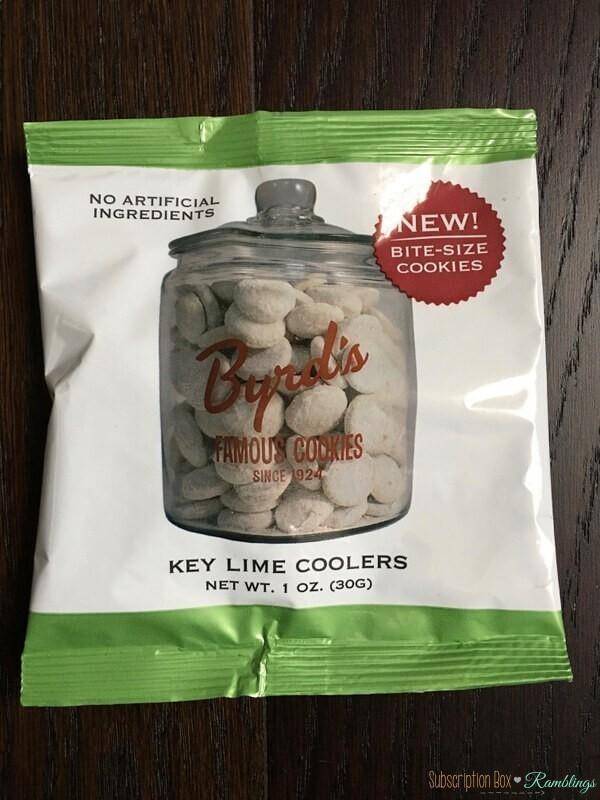 NO ARTIFICIAL
INGREDIENTS
NEW!
BITE-SIZE
COOKIES
Byrd's
FAMOUS COOKIES
SINCE 1924
KEY LIME COOLERS
NET WT. 1 OZ. (30G)
Subscription Box ♥ Ramblings